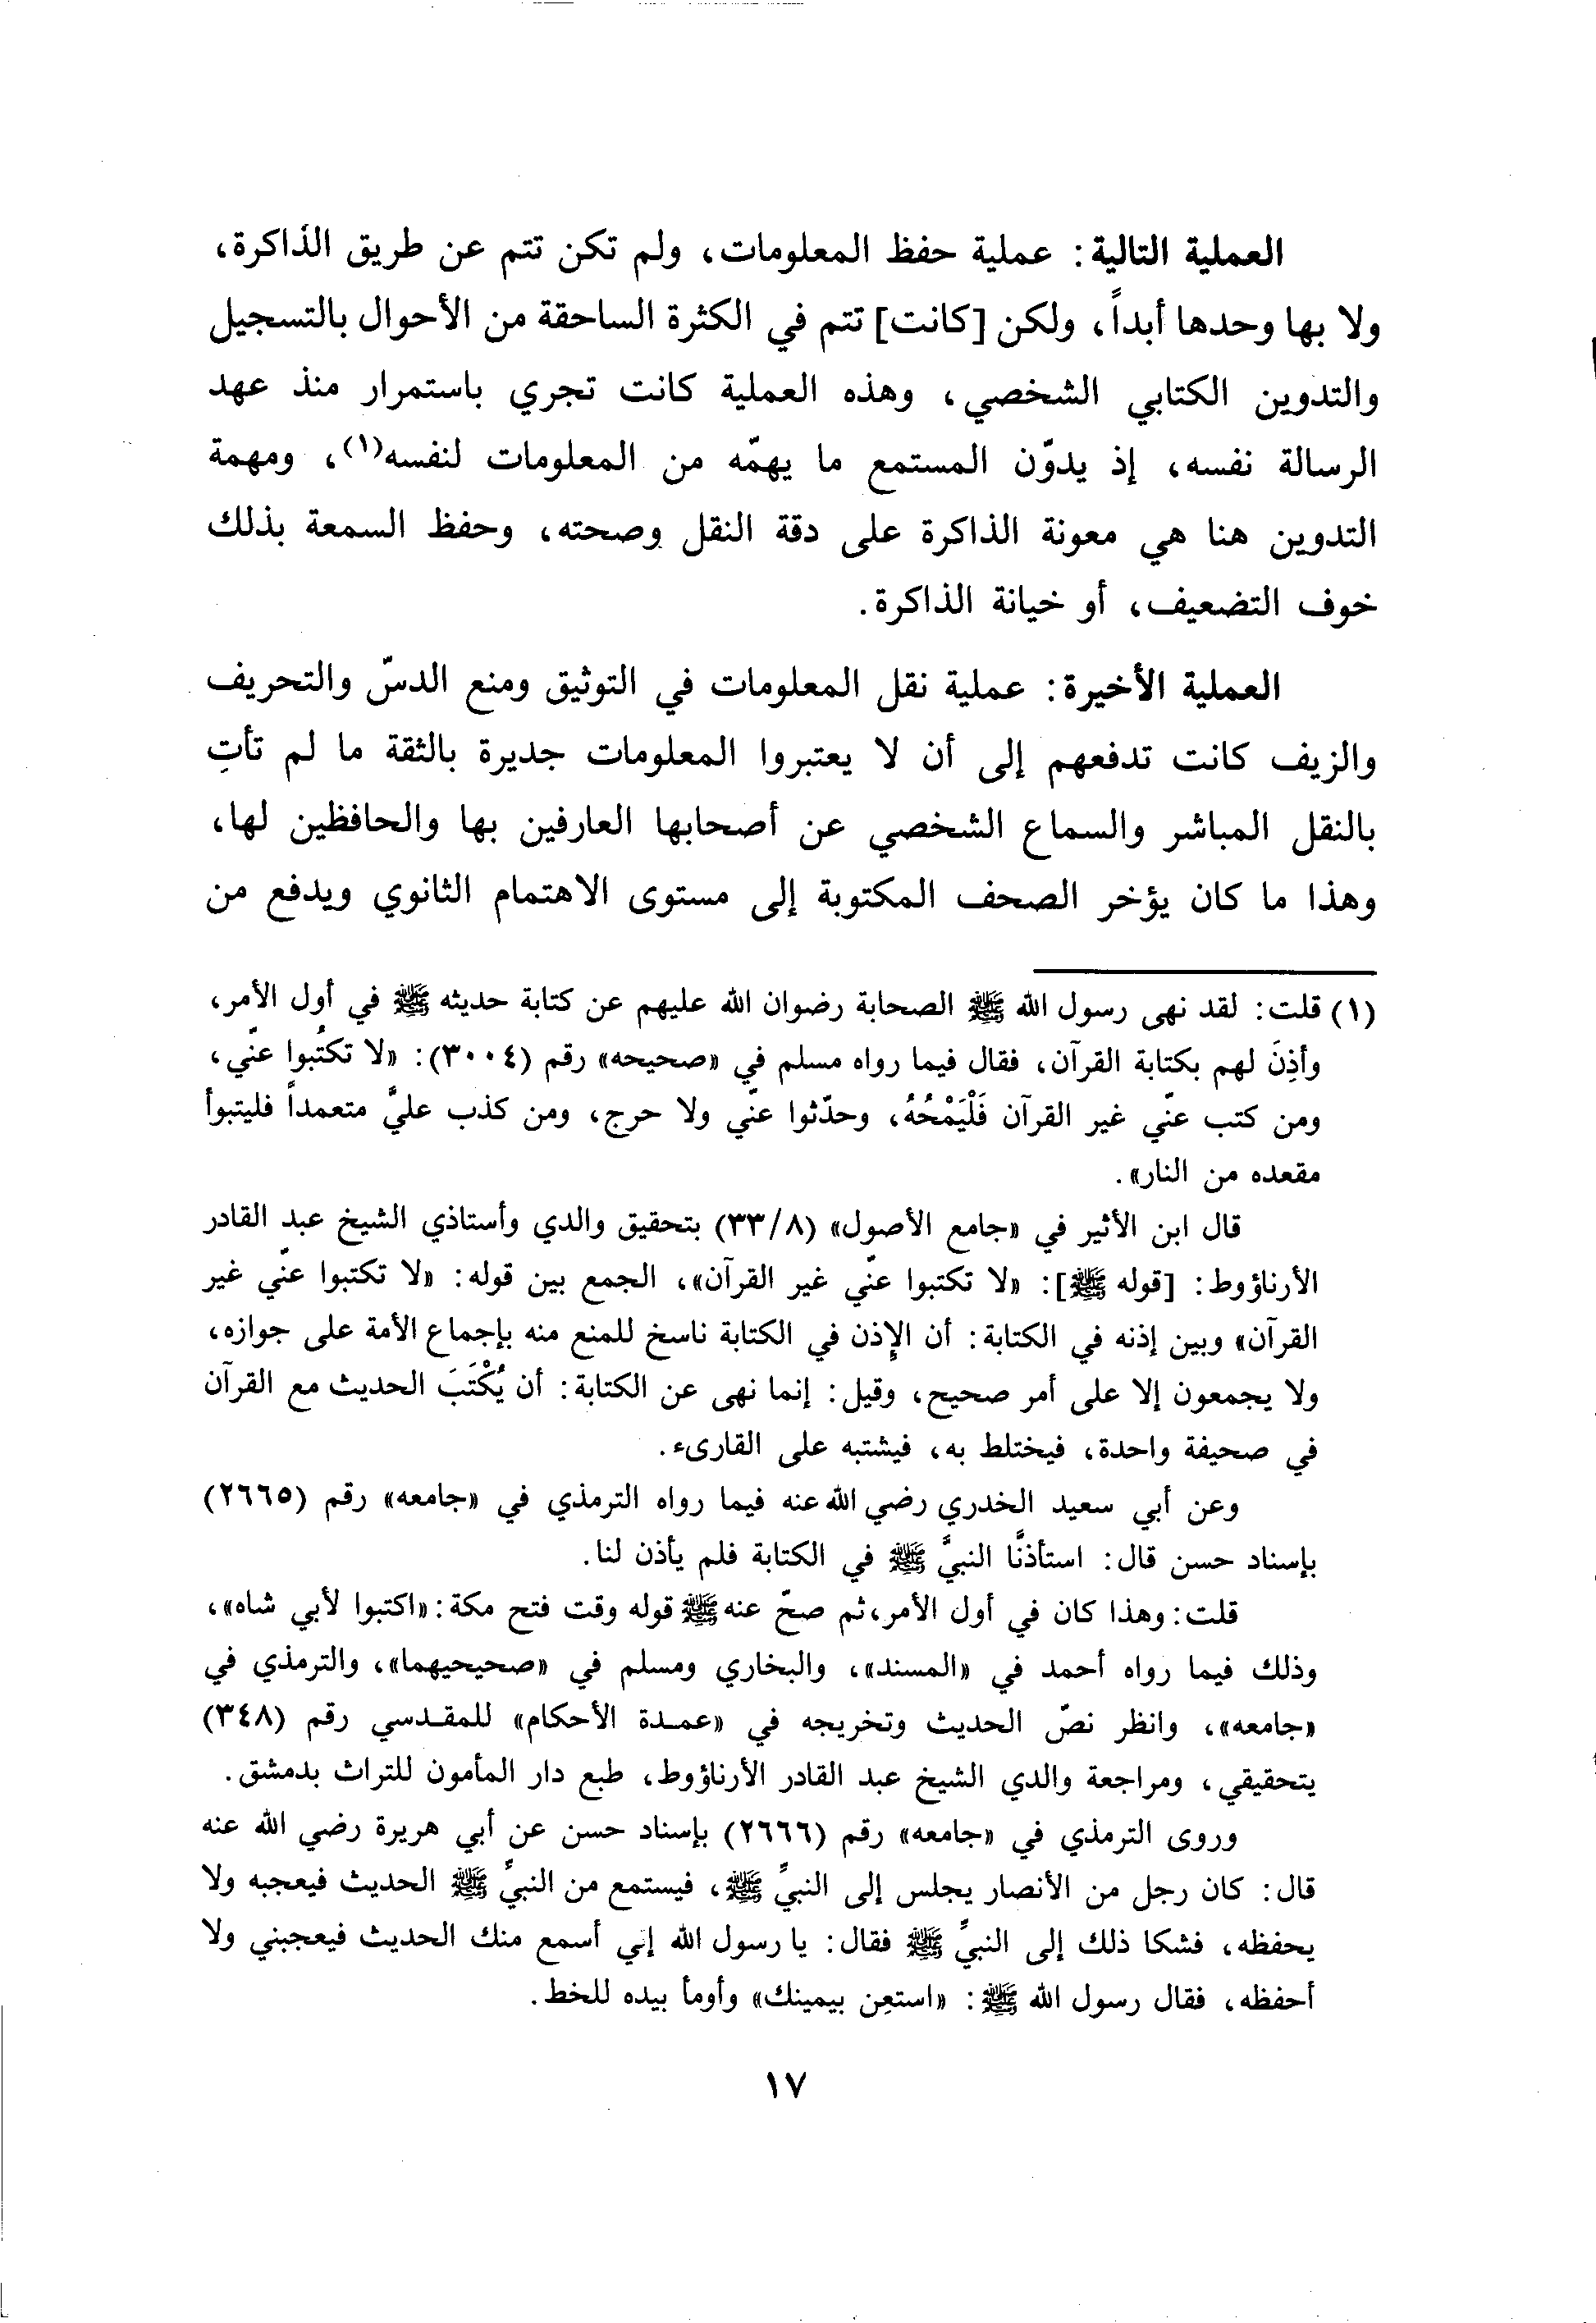 العملية التالية: عملية حفظ المعلومات، ولم تكن تتم عن طريق الذاكرة،
ولا بها وحدها أبداً، ولكن [كانت] تتم في الكثرة الساحقة من الأحوال بالتسجيل
والتدوين الكتابي الشخصي، وهذه العملية كانت تجري باستمرار منذ عهد
الرسالة نفسه، إذ يدوّن المستمع ما يهمّه من المعلومات لنفسه(١)، ومهمة
التدوين هنا هي معونة الذاكرة على دقة النقل وصحته، وحفظ السمعة بذلك
خوف التضعيف، أو خيانة الذاكرة.
العملية الأخيرة: عملية نقل المعلومات في التوثيق ومنع الدسّ والتحريف
والزيف كانت تدفعهم إلى أن لا يعتبروا المعلومات جديرة بالثقة ما لم تأتِ
بالنقل المباشر والسماع الشخصي عن أصحابها العارفين بها والحافظين لها،
وهذا ما كان يؤخر الصحف المكتوبة إلى مستوى الاهتمام الثانوي ويدفع من
(١) قلت: لقد نهى رسول الله ﷺ الصحابة رضوان الله عليهم عن كتابة حديثه ﷺ في أول الأمر،
وأذِنَ لهم بكتابة القرآن، فقال فيما رواه مسلم في «صحيحه» رقم (٣٠٠٤): «لا تكتُبوا عنّي،
ومن كتب عنّي غير القرآن فَلْيَمْحُهُ، وحدّثوا عنّي ولا حرج، ومن كذب عليَّ متعمداً فليتبوأ
مقعده من النار».
قال ابن الأثير في «جامع الأصول» (٣٣/٨) بتحقيق والدي وأستاذي الشيخ عبد القادر
الأرناؤوط: [قوله ﷺ]: «لا تكتبوا عنّي غير القرآن»، الجمع بين قوله: «لا تكتبوا عنّي غير
القرآن» وبين إذنه في الكتابة: أن الإذن في الكتابة ناسخ للمنع منه بإجماع الأمة على جوازه،
ولا يجمعون إلا على أمر صحيح، وقيل: إنما نهى عن الكتابة: أن يُكْتَبَ الحديث مع القرآن
في صحيفة واحدة، فيختلط به، فيشتبه على القارىء.
وعن أبي سعيد الخدري رضي الله عنه فيما رواه الترمذي في «جامعه» رقم (٢٦٦٥)
بإسناد حسن قال: استأذنَّا النبيَّ ﷺ في الكتابة فلم يأذن لنا.
قلت: وهذا كان في أول الأمر، ثم صحّ عنه ﷺ قوله وقت فتح مكة: «اكتبوا لأبي شاه»،
وذلك فيما رواه أحمد في «المسند»، والبخاري ومسلم في «صحيحيهما»، والترمذي في
«جامعه»، وانظر نصّ الحديث وتخريجه في «عمدة الأحكام» للمقدسي رقم (٣٤٨)
بتحقيقي، ومراجعة والدي الشيخ عبد القادر الأرناؤوط، طبع دار المأمون للتراث بدمشق.
وروى الترمذي في «جامعه» رقم (٢٦٦٦) بإسناد حسن عن أبي هريرة رضي الله عنه
قال: كان رجل من الأنصار يجلس إلى النبيِّ ﷺ، فيستمع من النبيِّ ﷺ الحديث فيعجبه ولا
يحفظه، فشكا ذلك إلى النبيِّ ﷺ فقال: يا رسول الله إني أسمع منك الحديث فيعجبني ولا
أحفظه، فقال رسول الله ﷺ: «استعِن بيمينك» وأومأ بيده للخط.
١٧